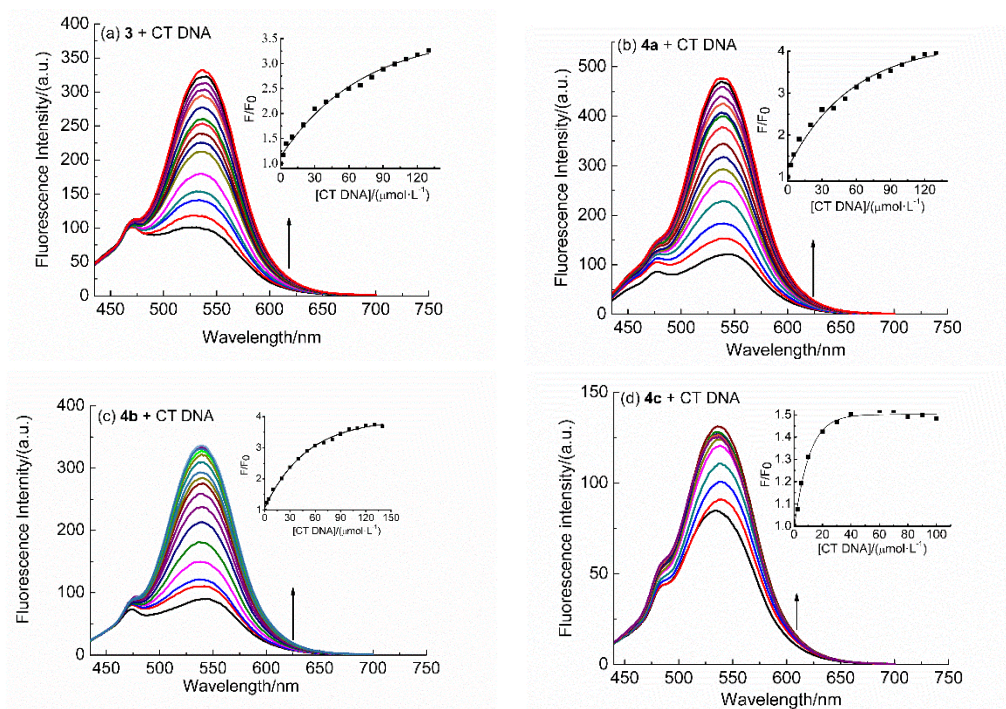 (a) 3 + CT DNA
Fluorescence Intensity/(a.u.)
400
350
300
250
200
150
100
50
0
450 500 550 600 650 700 750
Wavelength/nm
F/F0
3.5
3.0
2.5
2.0
1.5
1.0
0 30 60 90 120
[CT DNA]/(μmol·L-1)
(b) 4a + CT DNA
Fluorescence Intensity/(a.u.)
500
400
300
200
100
0
450 500 550 600 650 700 750
Wavelength/nm
F/F0
4
3
2
1
0 30 60 90 120
[CT DNA]/(μmol·L-1)
(c) 4b + CT DNA
Fluorescence Internity/(a.u.)
400
300
200
100
0
450 500 550 600 650 700 750
Wavelength/nm
F/F0
4
3
2
1
0 30 60 90 120 150
[CT DNA]/(μmol·L-1)
(d) 4c + CT DNA
Fluorescence intensity/(a.u.)
150
100
50
0
450 500 550 600 650 700 750
Wavelength/nm
F/F0
1.5
1.4
1.3
1.2
1.1
1.0
0 20 40 60 80 100
[CT DNA]/(μmol·L-1)